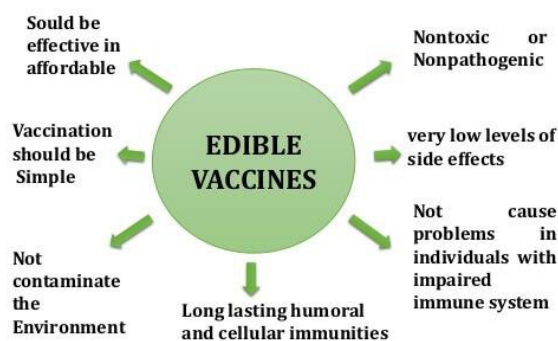 Sould be
effective in
affordable
Nontoxic or
Nonpathogenic
Vaccination
should be
Simple
EDIBLE
VACCINES
very low levels of
side effects
Not
contaminate
the
Environment
Long lasting humoral
and cellular immunities
Not cause
problems in
individuals with
impaired
immune system